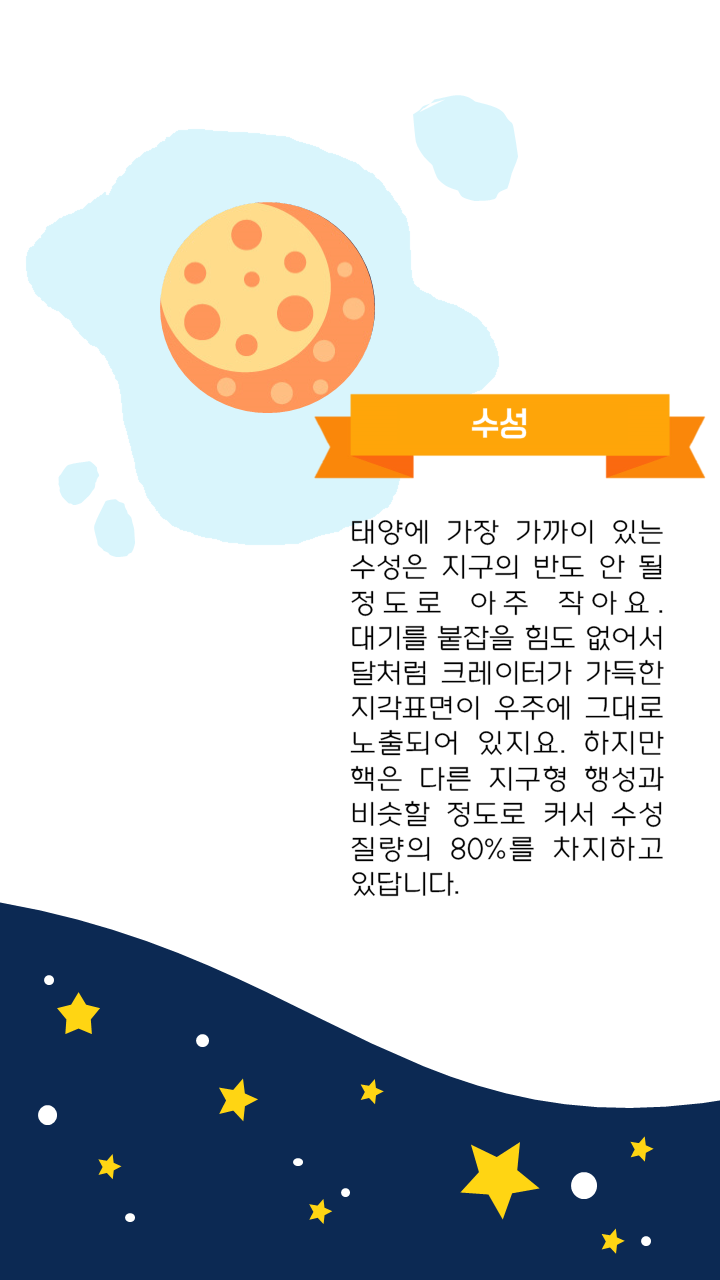 수성
태양에 가장 가까이 있는
수성은 지구의 반도 안 될
정도로 아주 작아요.
대기를 붙잡을 힘도 없어서
달처럼 크레이터가 가득한
지각표면이 우주에 그대로
노출되어 있지요. 하지만
핵은 다른 지구형 행성과
비슷할 정도로 커서 수성
질량의 80%를 차지하고
있답니다.